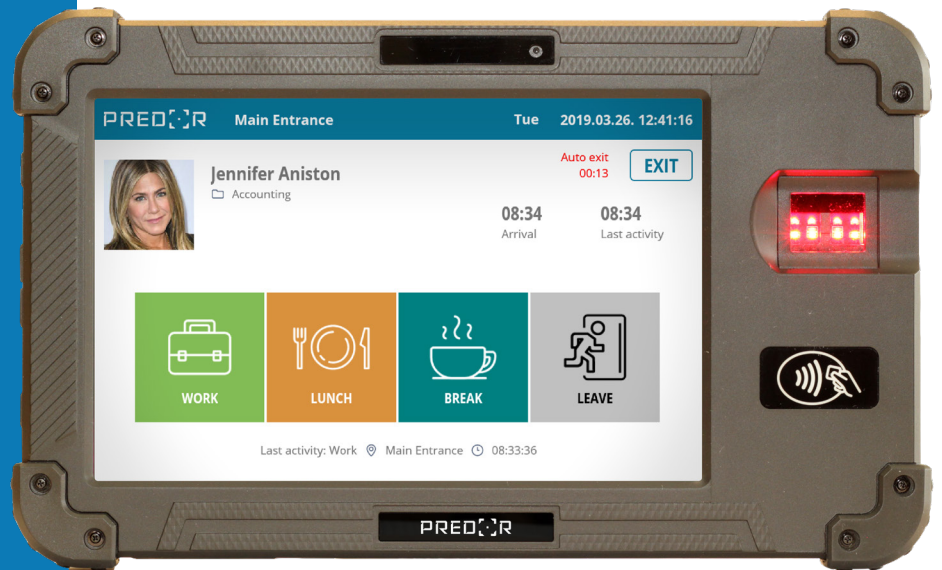 PRED[·]R Main Entrance Tue 2019.03.26. 12:41:16
Jennifer Aniston
Accounting
Auto exit
00:13
EXIT
08:34 08:34
Arrival Last activity
WORK LUNCH BREAK LEAVE
Last activity: Work Main Entrance 08:33:36
PRED[·]R